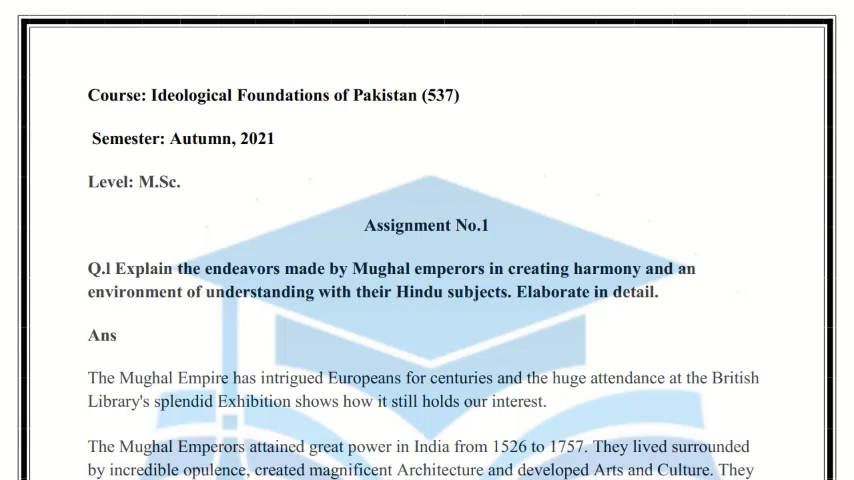 Course: Ideological Foundations of Pakistan (537)
Semester: Autumn, 2021
Level: M.Sc.
Assignment No.1
Q.l Explain the endeavors made by Mughal emperors in creating harmony and an
environment of understanding with their Hindu subjects. Elaborate in detail.
Ans
The Mughal Empire has intrigued Europeans for centuries and the huge attendance at the British
Library's splendid Exhibition shows how it still holds our interest.
The Mughal Emperors attained great power in India from 1526 to 1757. They lived surrounded
by incredible opulence, created magnificent Architecture and developed Arts and Culture. They